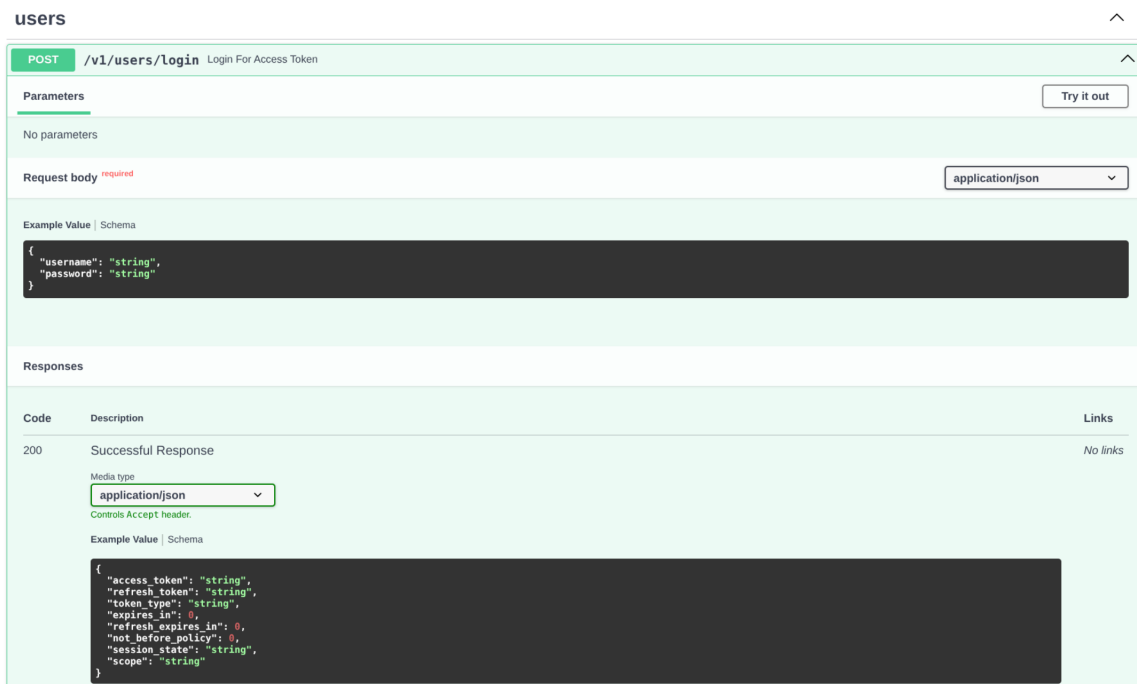 users
POST /v1/users/login Login For Access Token
Parameters
Try it out
No parameters
Request body required
application/json
Example Value | Schema
{
  "username": "string",
  "password": "string"
}
Responses
Code Description Links
200 Successful Response No links
Media type
application/json
Controls Accept header.
Example Value | Schema
{
  "access_token": "string",
  "refresh_token": "string",
  "token_type": "string",
  "expires_in": 0,
  "refresh_expires_in": 0,
  "not_before_policy": 0,
  "session_state": "string",
  "scope": "string"
}